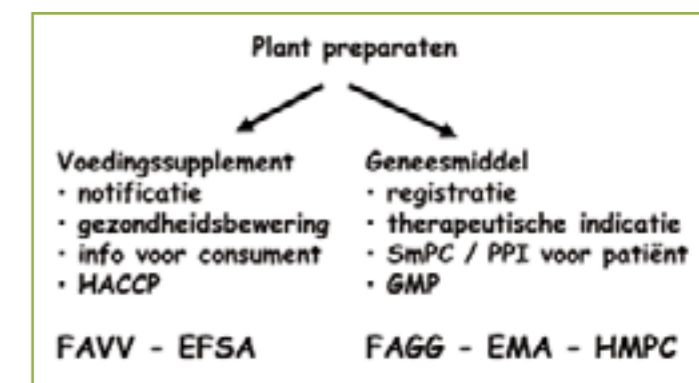 Plant preparaten
Voedingssupplement
· notificatie
· gezondheidsbewering
· info voor consument
· HACCP
FAVV - EFSA
Geneesmiddel
· registratie
· therapeutische indicatie
· SmPC / PPI voor patiënt
· GMP
FAGG - EMA - HMPC